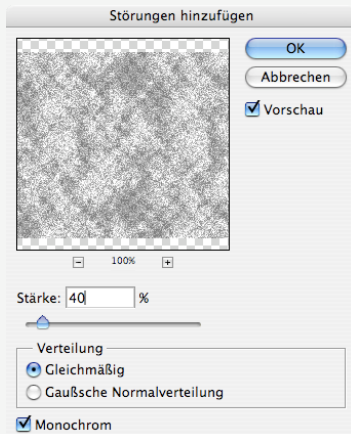 Störungen hinzufügen
OK
Abbrechen
Vorschau
100%
Stärke: 40 %
Verteilung
Gleichmäßig
Gaußsche Normalverteilung
Monochrom